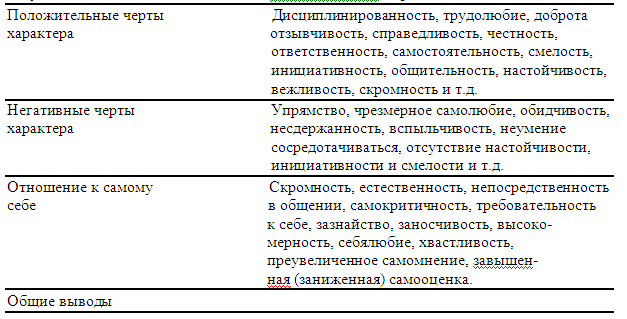 Положительные черты Дисциплинированность, трудолюбие, доброта
характера отзывчивость, справедливость, честность,
ответственность, самостоятельность, смелость,
инициативность, общительность, настойчивость,
вежливость, скромность и т.д.
Негативные черты Упрямство, чрезмерное самолюбие, обидчивость,
характера несдержанность, вспыльчивость, неумение
сосредотачиваться, отсутствие настойчивости,
инициативности и смелости и т.д.
Отношение к самому Скромность, естественность, непосредственность
себе в общении, самокритичность, требовательность
к себе, зазнайство, заносчивость, высоко-
мерность, себялюбие, хвастливость,
преувеличенное самомнение, завышен-
ная (заниженная) самооценка.
Общие выводы